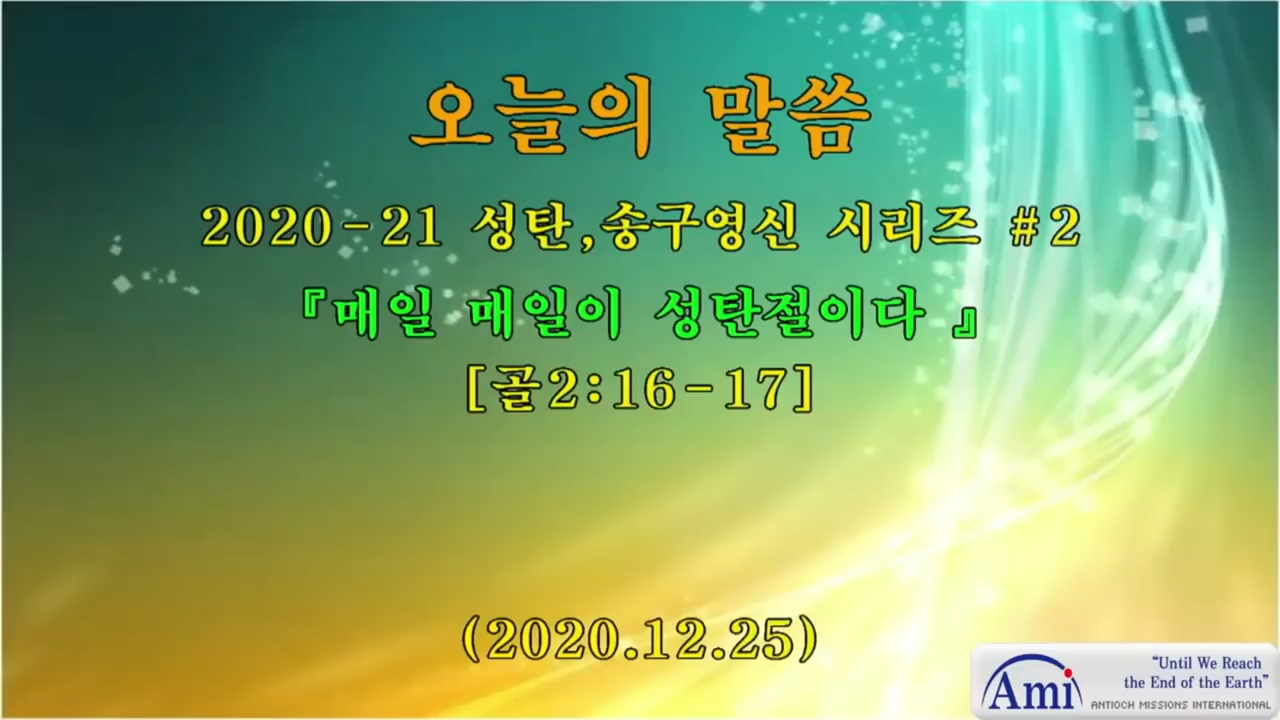 오늘의 말씀
2020-21 성탄,송구영신 시리즈 #2
『매일 매일이 성탄절이다 』
[골2:16-17]
(2020.12.25)
Ami
“Until We Reach
the End of the Earth”
ANTIOCH MISSIONS INTERNATIONAL